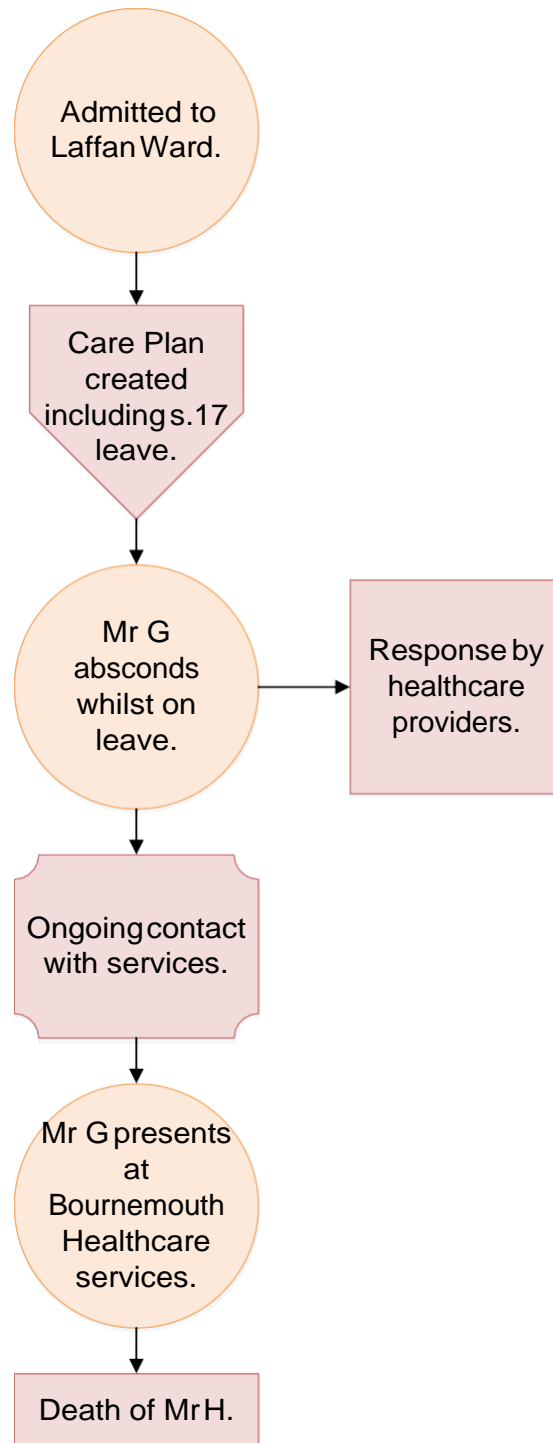 Admitted to
Laffan Ward.
Care Plan
created
including s.17
leave.
Mr G
absconds
whilst on
leave.
Response by
healthcare
providers.
Ongoing contact
with services.
Mr G presents
at
Bournemouth
Healthcare
services.
Death of Mr H.